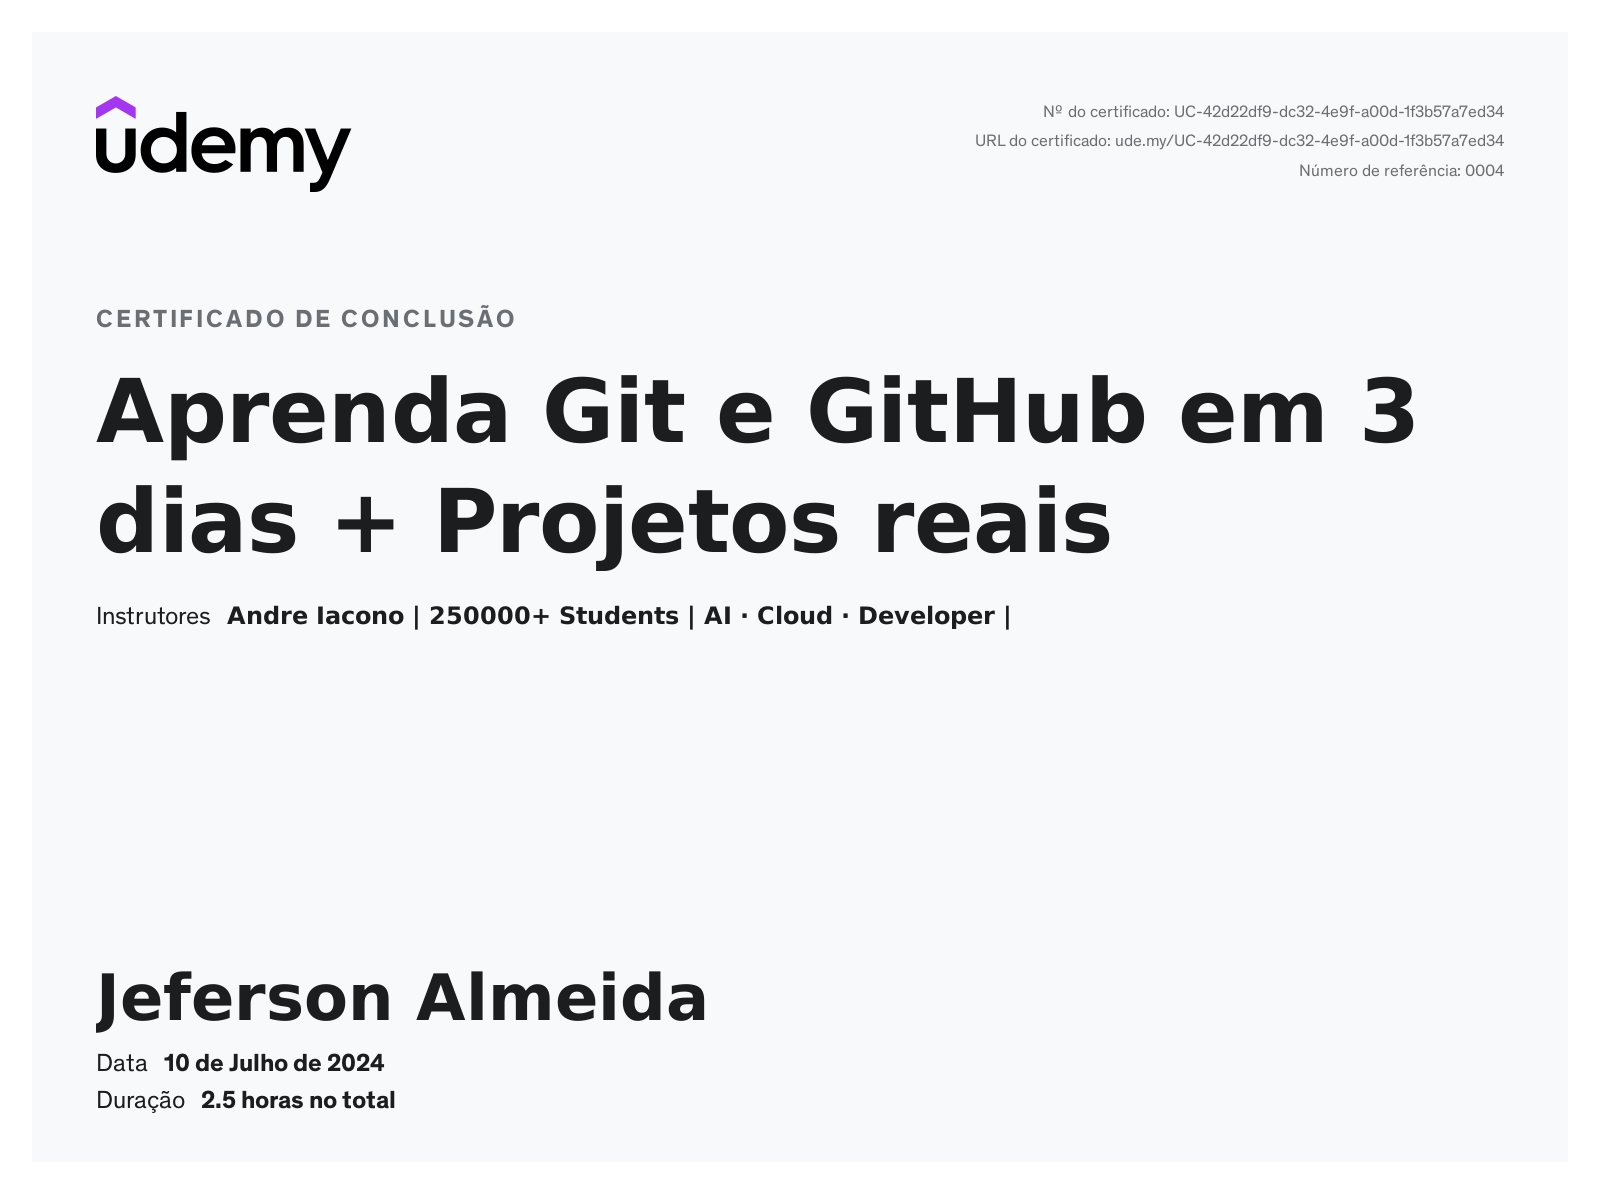 udemy
Nº do certificado: UC-42d22df9-dc32-4e9f-a00d-1f3b57a7ed34
URL do certificado: ude.my/UC-42d22df9-dc32-4e9f-a00d-1f3b57a7ed34
Número de referência: 0004
CERTIFICADO DE CONCLUSÃO
Aprenda Git e GitHub em 3
dias + Projetos reais
Instrutores Andre Iacono | 250000+ Students | AI · Cloud · Developer |
Jeferson Almeida
Data 10 de Julho de 2024
Duração 2.5 horas no total